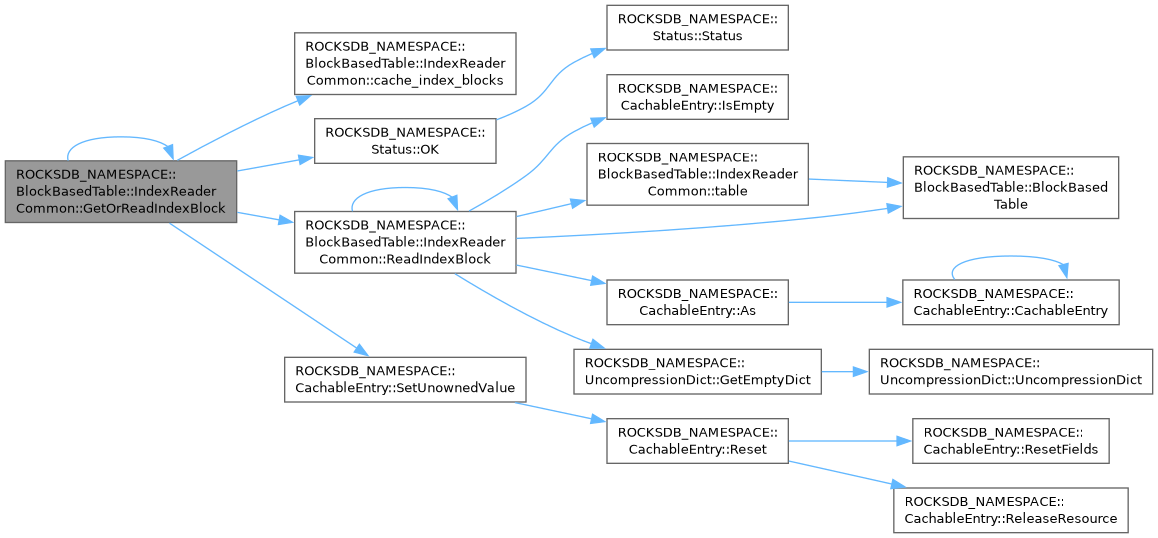 ROCKSDB_NAMESPACE::
BlockBasedTable::IndexReader
Common::GetOrReadIndexBlock
ROCKSDB_NAMESPACE::
BlockBasedTable::IndexReader
Common::cache_index_blocks
ROCKSDB_NAMESPACE::
Status::OK
ROCKSDB_NAMESPACE::
Status::Status
ROCKSDB_NAMESPACE::
BlockBasedTable::IndexReader
Common::ReadIndexBlock
ROCKSDB_NAMESPACE::
CachableEntry::IsEmpty
ROCKSDB_NAMESPACE::
BlockBasedTable::IndexReader
Common::table
ROCKSDB_NAMESPACE::
BlockBasedTable::BlockBased
Table
ROCKSDB_NAMESPACE::
CachableEntry::As
ROCKSDB_NAMESPACE::
CachableEntry::CachableEntry
ROCKSDB_NAMESPACE::
UncompressionDict::GetEmptyDict
ROCKSDB_NAMESPACE::
UncompressionDict::UncompressionDict
ROCKSDB_NAMESPACE::
CachableEntry::SetUnownedValue
ROCKSDB_NAMESPACE::
CachableEntry::Reset
ROCKSDB_NAMESPACE::
CachableEntry::ResetFields
ROCKSDB_NAMESPACE::
CachableEntry::ReleaseResource